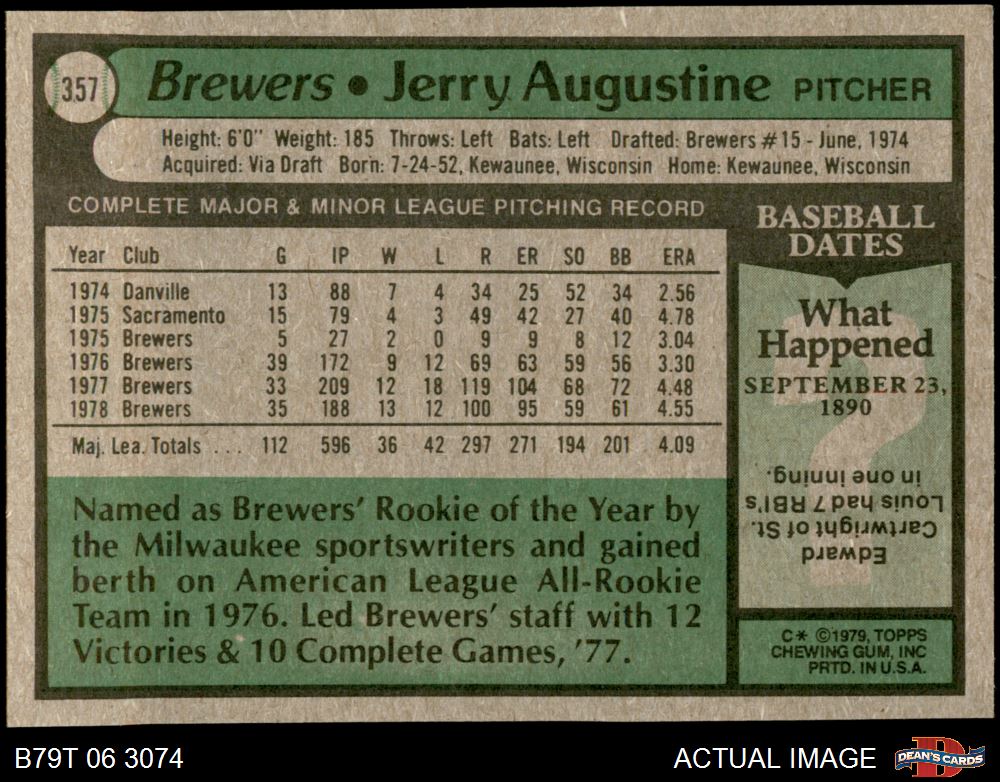 357
Brewers • Jerry Augustine PITCHER
Height: 6'0" Weight: 185 Throws: Left Bats: Left Drafted: Brewers #15 - June, 1974
Acquired: Via Draft Born: 7-24-52, Kewaunee, Wisconsin Home: Kewaunee, Wisconsin
COMPLETE MAJOR & MINOR LEAGUE PITCHING RECORD
Year Club G IP W L R ER SO BB ERA
1974 Danville 13 88 7 4 34 25 52 34 2.56
1975 Sacramento 15 79 4 3 49 42 27 40 4.78
1975 Brewers 5 27 2 0 9 9 8 12 3.04
1976 Brewers 39 172 9 12 69 63 59 56 3.30
1977 Brewers 33 209 12 18 119 104 68 72 4.48
1978 Brewers 35 188 13 12 100 95 59 61 4.55
Maj. Lea. Totals . . . 112 596 36 42 297 271 194 201 4.09
Named as Brewers' Rookie of the Year by
the Milwaukee sportswriters and gained
berth on American League All-Rookie
Team in 1976. Led Brewers' staff with 12
Victories & 10 Complete Games, '77.
BASEBALL
DATES
What
Happened
SEPTEMBER 23,
1890
?
Edward
Cartwright of St.
Louis had 7 RBI's
in one inning.
C* ©1979, TOPPS
CHEWING GUM, INC
PRTD. IN U.S.A.
B79T 06 3074
ACTUAL IMAGE
D
DEAN'S CARDS